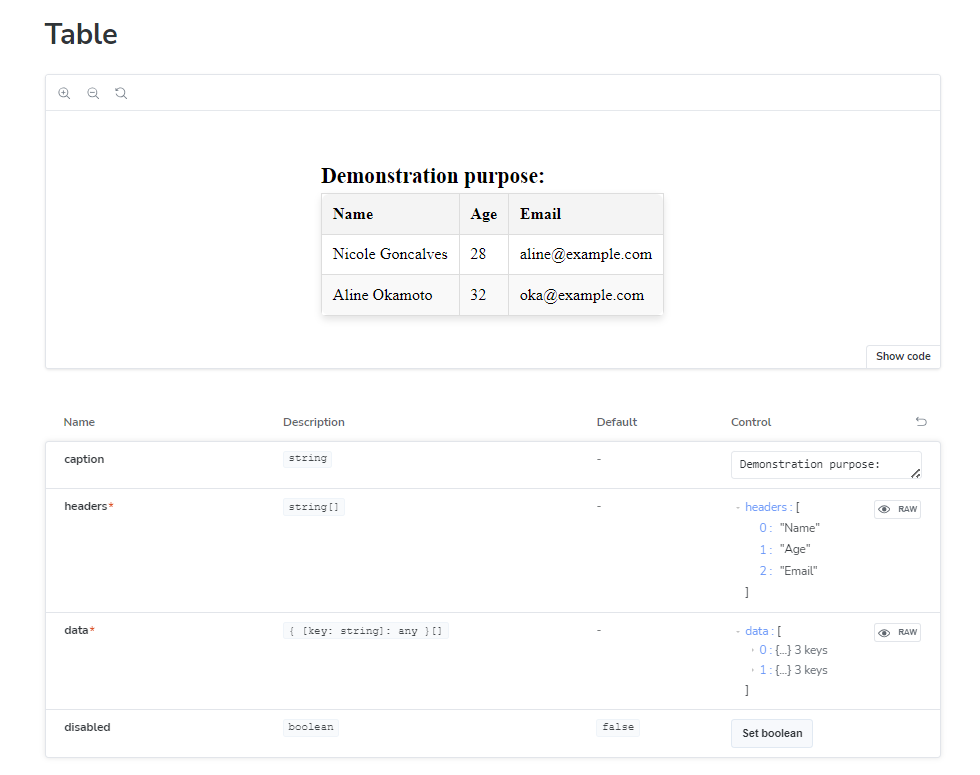 Table
Demonstration purpose:
Name Age Email
Nicole Goncalves 28 aline@example.com
Aline Okamoto 32 oka@example.com
Show code
Name Description Default Control
caption string - Demonstration purpose:
headers* string[] - - headers : [ RAW
0 : "Name"
1 : "Age"
2 : "Email"
]
data* { [key: string]: any }[] - - data : [ RAW
0 : {...} 3 keys
1 : {...} 3 keys
]
disabled boolean false Set boolean